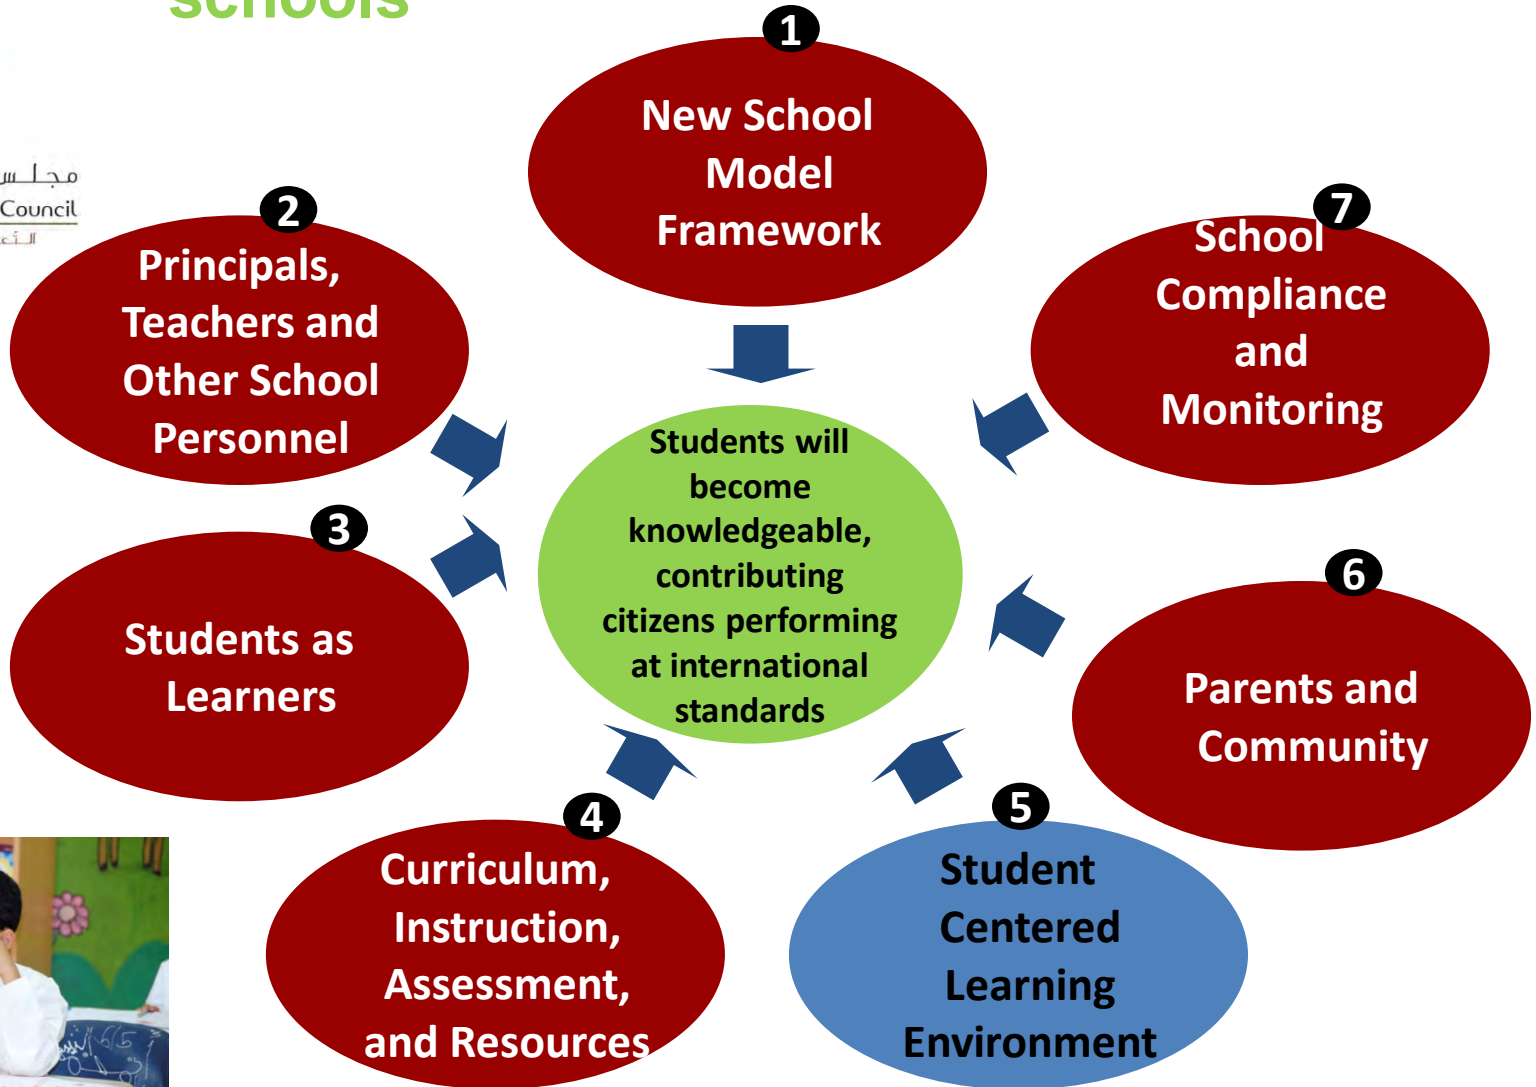 schools
مجلس
Council
1
New School
Model
Framework
2
Principals,
Teachers and
Other School
Personnel
7
School
Compliance
and
Monitoring
Students will
become
knowledgeable,
contributing
citizens performing
at international
standards
3
Students as
Learners
6
Parents and
Community
4
Curriculum,
Instruction,
Assessment,
and Resources
5
Student
Centered
Learning
Environment